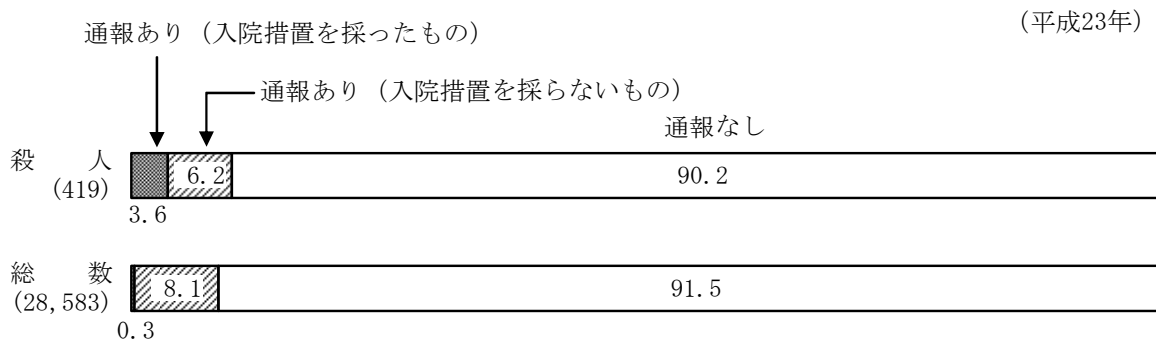 (平成23年)
通報あり (入院措置を採ったもの)
通報あり (入院措置を採らないもの)
通報なし
殺 人
(419)
6.2
90.2
3.6
総 数
(28,583)
8.1
91.5
0.3